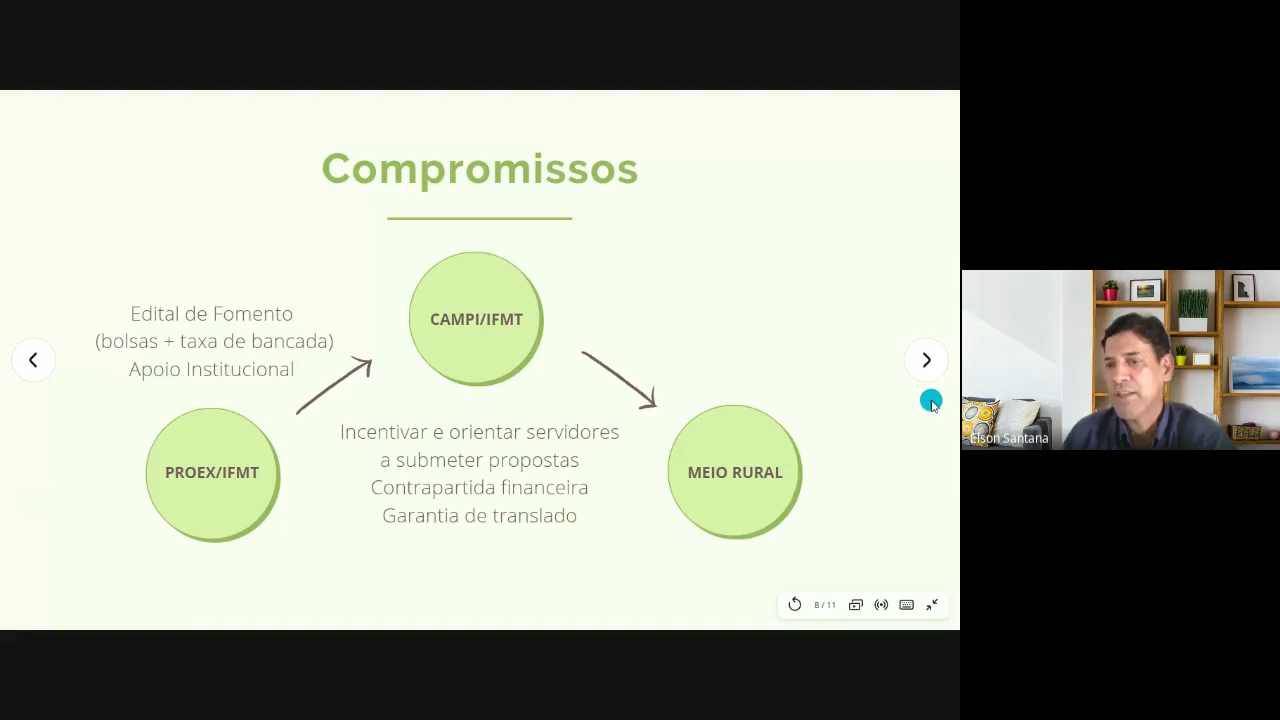 Compromissos
Edital de Fomento
(bolsas + taxa de bancada)
Apoio Institucional
CAMPI/IFMT
PROEX/IFMT
Incentivar e orientar servidores
a submeter propostas
Contrapartida financeira
Garantia de translado
MEIO RURAL
8 / 11
Elson Santana